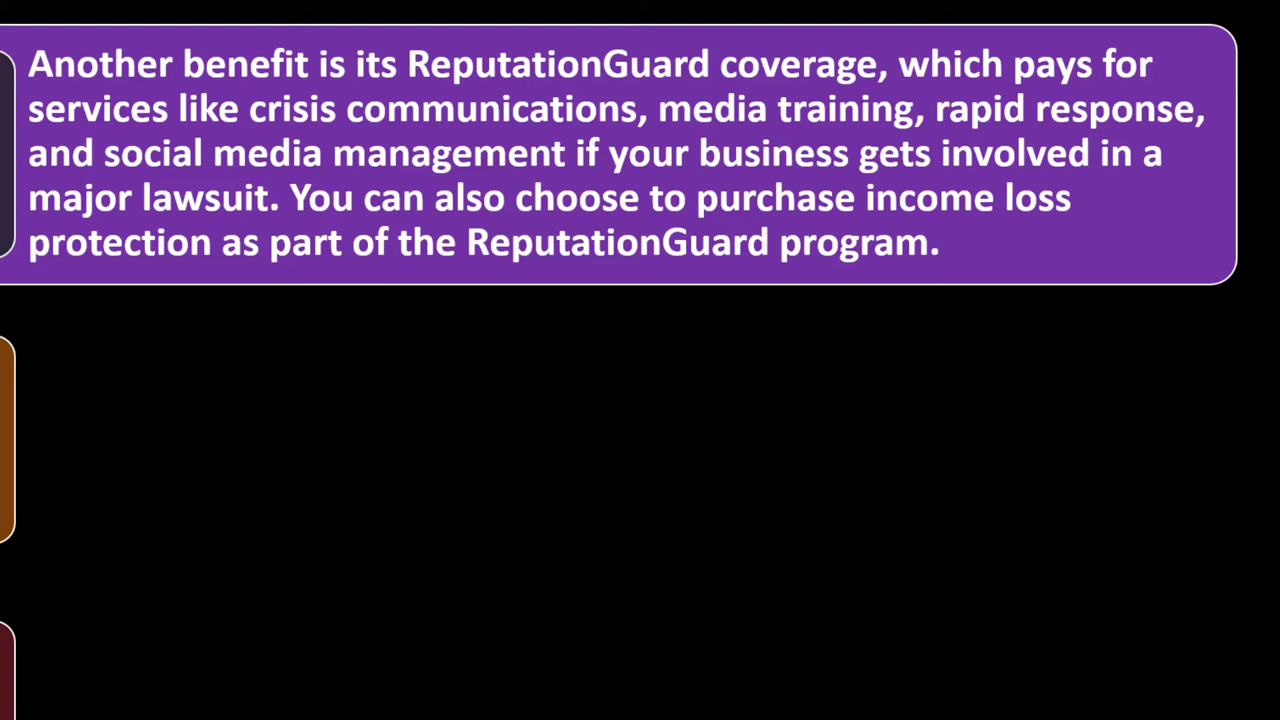 Another benefit is its ReputationGuard coverage, which pays for
services like crisis communications, media training, rapid response,
and social media management if your business gets involved in a
major lawsuit. You can also choose to purchase income loss
protection as part of the ReputationGuard program.